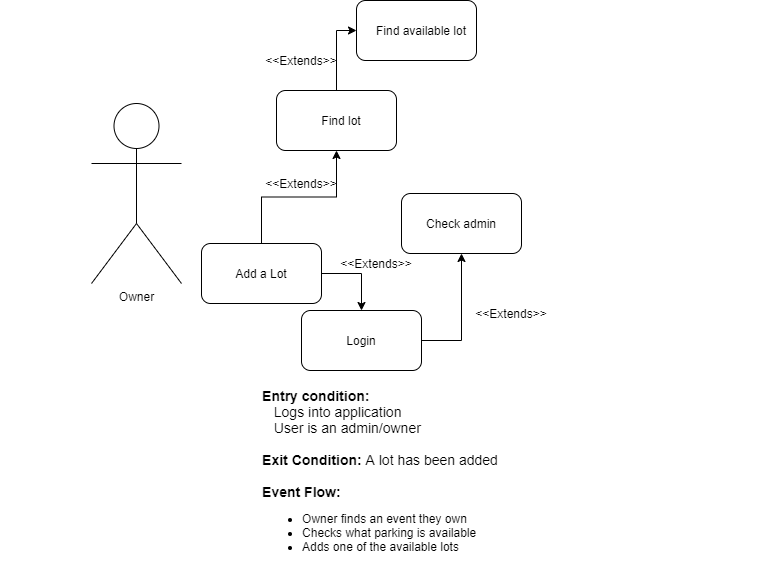 Find available lot
<<Extends>>
Find lot
<<Extends>>
Check admin
Add a Lot
<<Extends>>
Owner
<<Extends>>
Login
Entry condition:
Logs into application
User is an admin/owner
Exit Condition: A lot has been added
Event Flow:
• Owner finds an event they own
• Checks what parking is available
• Adds one of the available lots